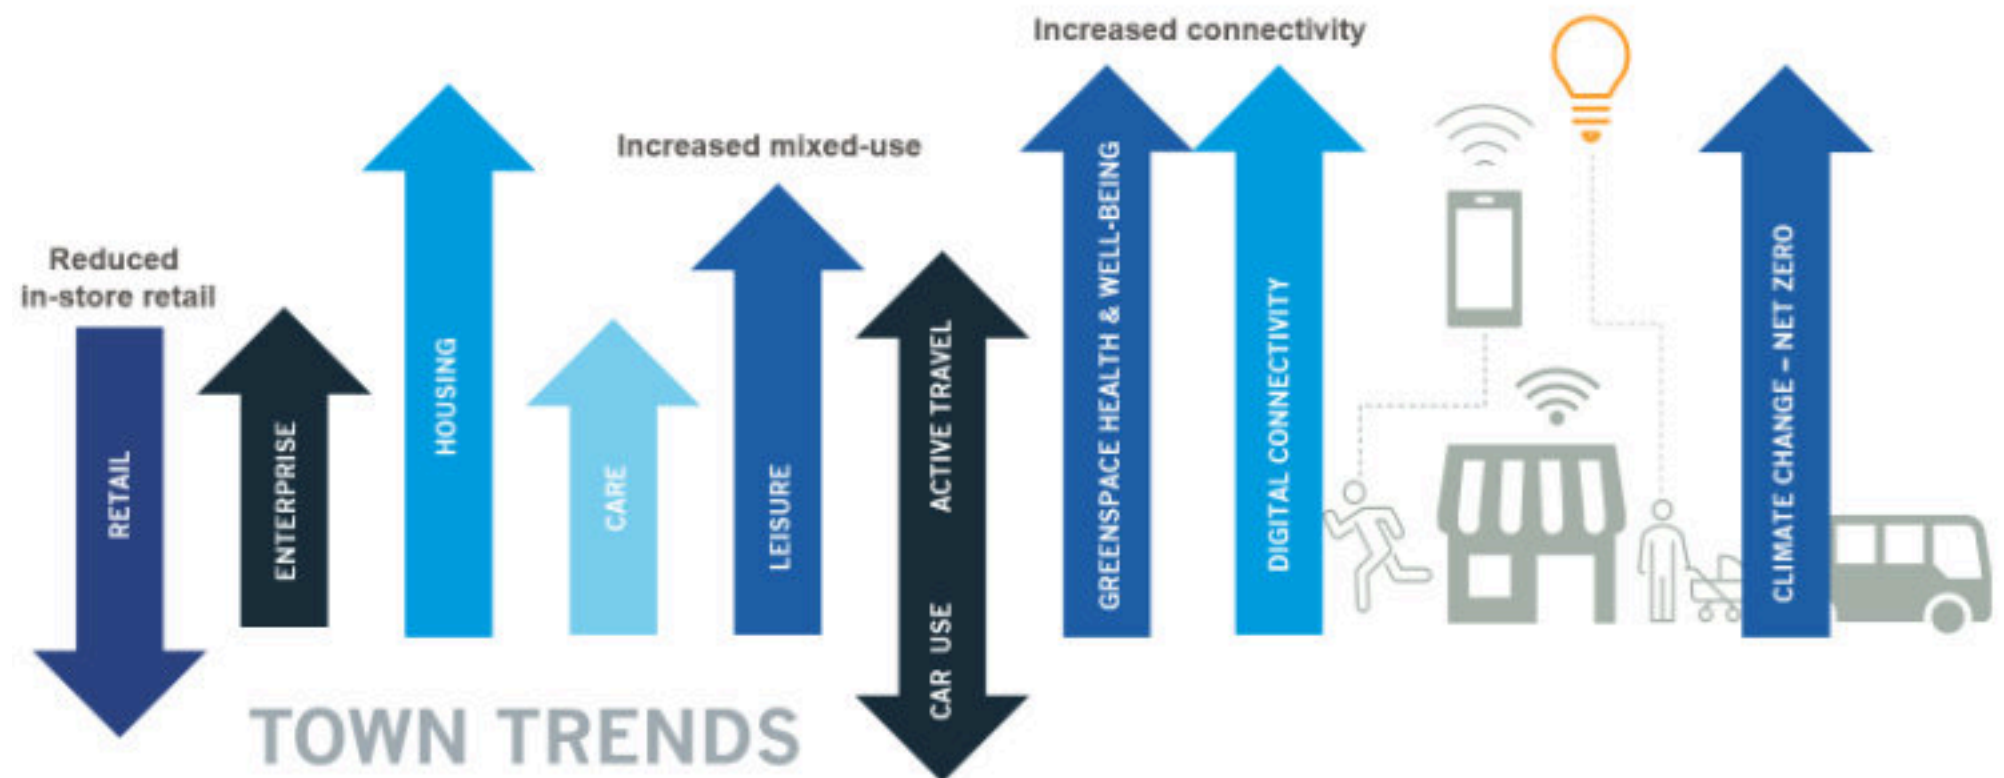 Increased connectivity
Increased mixed-use
Reduced
in-store retail
RETAIL
ENTERPRISE
HOUSING
CARE
LEISURE
ACTIVE TRAVEL
CAR USE
GREENSPACE HEALTH & WELL-BEING
DIGITAL CONNECTIVITY
CLIMATE CHANGE – NET ZERO
TOWN TRENDS